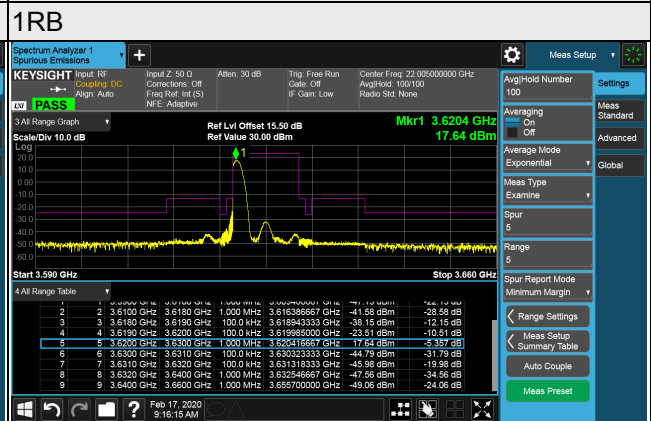 1RB
Spectrum Analyzer 1
Spurious Emissions
Meas Setup
KEYSIGHT
Input: RF
Coupling: DC
Align: Auto
Input Z: 50 Ω
Corrections: Off
Freq Ref: Int (S)
NFE: Adaptive
Atten: 30 dB
Trig: Free Run
Gate: Off
IF Gain: Low
Center Freq: 22.005000000 GHz
Avg|Hold: 100/100
Radio Std: None
LXI PASS
3 All Range Graph
Scale/Div 10.0 dB
Ref Lvl Offset 15.50 dB
Ref Value 30.00 dBm
Mkr1 3.6204 GHz
17.64 dBm
Log
20.0
10.0
0.00
-10.0
-20.0
-30.0
-40.0
-50.0
-60.0
1
Start 3.590 GHz
Stop 3.660 GHz
4 All Range Table
2 2 3.6100 GHz 3.6180 GHz 1.000 MHz 3.616386667 GHz -41.58 dBm -28.58 dB
3 3 3.6180 GHz 3.6190 GHz 100.0 kHz 3.618943333 GHz -38.15 dBm -12.15 dB
4 4 3.6190 GHz 3.6200 GHz 100.0 kHz 3.619985000 GHz -23.51 dBm -10.51 dB
5 5 3.6200 GHz 3.6300 GHz 1.000 MHz 3.620416667 GHz 17.64 dBm -5.357 dB
6 6 3.6300 GHz 3.6310 GHz 100.0 kHz 3.630323333 GHz -44.79 dBm -31.79 dB
7 7 3.6310 GHz 3.6320 GHz 100.0 kHz 3.631318333 GHz -45.98 dBm -19.98 dB
8 8 3.6320 GHz 3.6400 GHz 1.000 MHz 3.632546667 GHz -47.56 dBm -34.56 dB
9 9 3.6400 GHz 3.6600 GHz 1.000 MHz 3.655700000 GHz -49.06 dBm -24.06 dB
Feb 17, 2020
9:16:15 AM
?
Avg|Hold Number
100
Averaging
On
Off
Average Mode
Exponential
Meas Type
Examine
Spur
5
Range
5
Spur Report Mode
Minimum Margin
Range Settings
Meas Setup
Summary Table
Auto Couple
Meas Preset
Settings
Meas
Standard
Advanced
Global